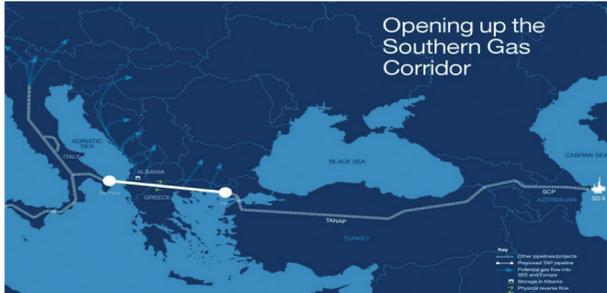 Opening up the
Southern Gas
Corridor
ADRIATIC
SEA
ITALY
ALBANIA
GREECE
BLACK SEA
CASPIAN SEA
SCP
SD II
AZERBAIJAN
TANAP
TURKEY
Key
Other pipelines/projects
Proposed TAP pipeline
Potential gas flow into
SEE and Europe
Storage in Albania
Physical reverse flow